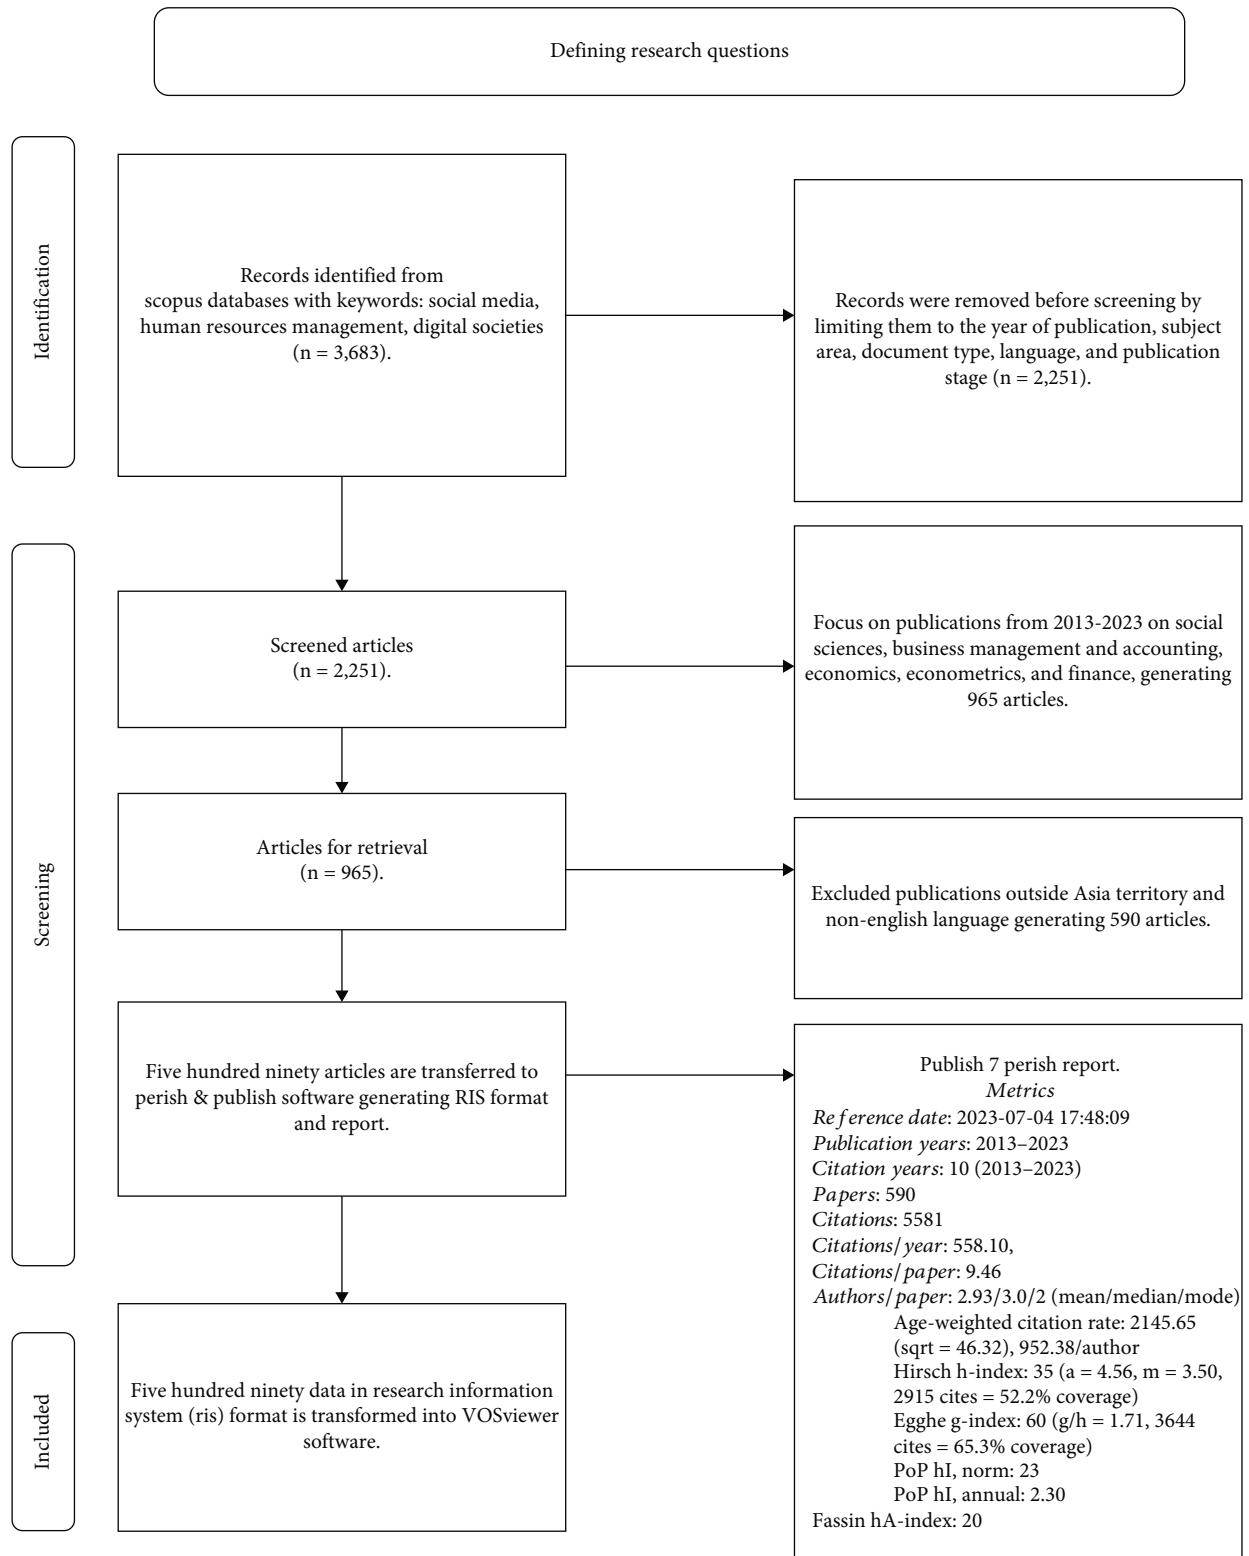 Defining research questions
Identification
Records identified from
scopus databases with keywords: social media,
human resources management, digital societies
(n = 3,683).
Records were removed before screening by
limiting them to the year of publication, subject
area, document type, language, and publication
stage (n = 2,251).
Screening
Screened articles
(n = 2,251).
Focus on publications from 2013-2023 on social
sciences, business management and accounting,
economics, econometrics, and finance, generating
965 articles.
Articles for retrieval
(n = 965).
Excluded publications outside Asia territory and
non-english language generating 590 articles.
Five hundred ninety articles are transferred to
perish & publish software generating RIS format
and report.
Publish 7 perish report.
Metrics
Reference date: 2023-07-04 17:48:09
Publication years: 2013–2023
Citation years: 10 (2013–2023)
Papers: 590
Citations: 5581
Citations/year: 558.10,
Citations/paper: 9.46
Authors/paper: 2.93/3.0/2 (mean/median/mode)
Age-weighted citation rate: 2145.65
(sqrt = 46.32), 952.38/author
Hirsch h-index: 35 (a = 4.56, m = 3.50,
2915 cites = 52.2% coverage)
Egghe g-index: 60 (g/h = 1.71, 3644
cites = 65.3% coverage)
PoP hI, norm: 23
PoP hI, annual: 2.30
Fassin hA-index: 20
Included
Five hundred ninety data in research information
system (ris) format is transformed into VOSviewer
software.